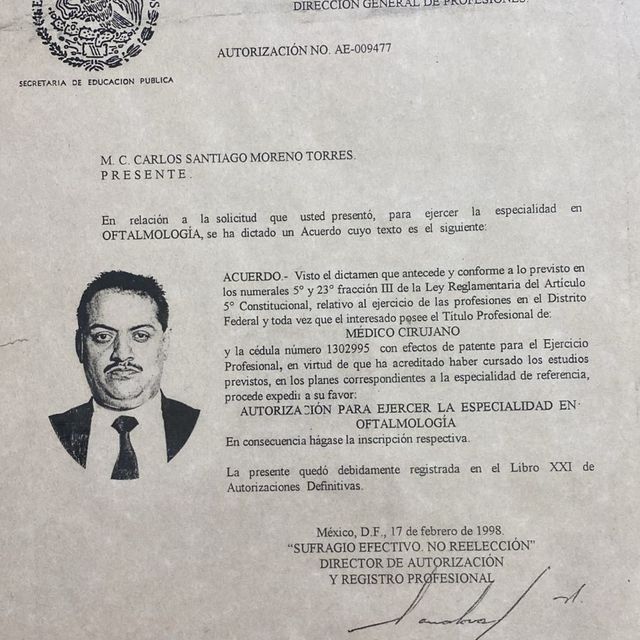 DIRECCIÓN GENERAL DE PROFESIONES.
AUTORIZACIÓN NO. AE-009477
SECRETARIA DE EDUCACION PUBLICA
M. C. CARLOS SANTIAGO MORENO TORRES.
P R E S E N T E .
En relación a la solicitud que usted presentó, para ejercer la especialidad en
OFTALMOLOGÍA, se ha dictado un Acuerdo cuyo texto es el siguiente:
ACUERDO.- Visto el dictamen que antecede y conforme a lo previsto en
los numerales 5° y 23° fracción III de la Ley Reglamentaria del Artículo
5° Constitucional, relativo al ejercicio de las profesiones en el Distrito
Federal y toda vez que el interesado posee el Titulo Profesional de:
MÉDICO CIRUJANO
y la cédula número 1302995 con efectos de patente para el Ejercicio
Profesional, en virtud de que ha acreditado haber cursado los estudios
previstos, en los planes correspondientes a la especialidad de referencia,
procede expedir a su favor:
AUTORIZACIÓN PARA EJERCER LA ESPECIALIDAD EN
OFTALMOLOGÍA
En consecuencia hágase la inscripción respectiva.
La presente quedó debidamente registrada en el Libro XXI de
Autorizaciones Definitivas.
México, D.F., 17 de febrero de 1998.
“SUFRAGIO EFECTIVO. NO REELECCIÓN”
DIRECTOR DE AUTORIZACIÓN
Y REGISTRO PROFESIONAL